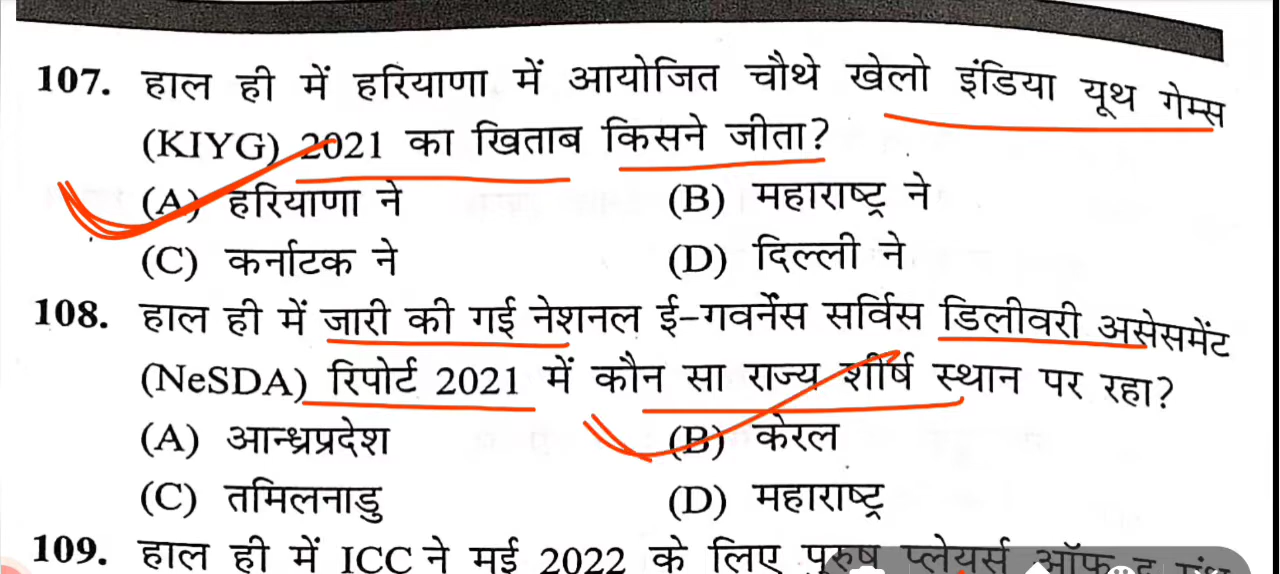 107. हाल ही में हरियाणा में आयोजित चौथे खेलो इंडिया यूथ गेम्स
(KIYG) 2021 का खिताब किसने जीता?
(A) हरियाणा ने (B) महाराष्ट्र ने
(C) कर्नाटक ने (D) दिल्ली ने
108. हाल ही में जारी की गई नेशनल ई-गवर्नेंस सर्विस डिलीवरी असेसमेंट
(NeSDA) रिपोर्ट 2021 में कौन सा राज्य शीर्ष स्थान पर रहा?
(A) आन्ध्रप्रदेश (B) केरल
(C) तमिलनाडु (D) महाराष्ट्र
109. हाल ही में ICC ने मई 2022 के लिए पुरुष प्लेयर्स ऑफ द